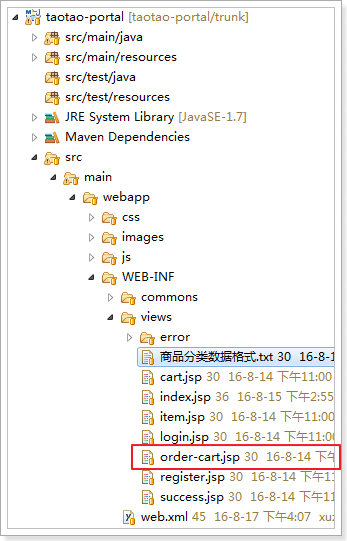 taotao-portal [taotao-portal/trunk]
src/main/java
src/main/resources
src/test/java
src/test/resources
JRE System Library [JavaSE-1.7]
Maven Dependencies
src
main
webapp
css
images
js
WEB-INF
commons
views
error
商品分类数据格式.txt 30 16-8-1
cart.jsp 30 16-8-14 下午11:00
index.jsp 36 16-8-15 下午2:55
item.jsp 30 16-8-14 下午11:00
login.jsp 30 16-8-14 下午11:0
order-cart.jsp 30 16-8-14 下午
register.jsp 30 16-8-14 下午11
success.jsp 30 16-8-14 下午11:
web.xml 45 16-8-17 下午4:07 xuz